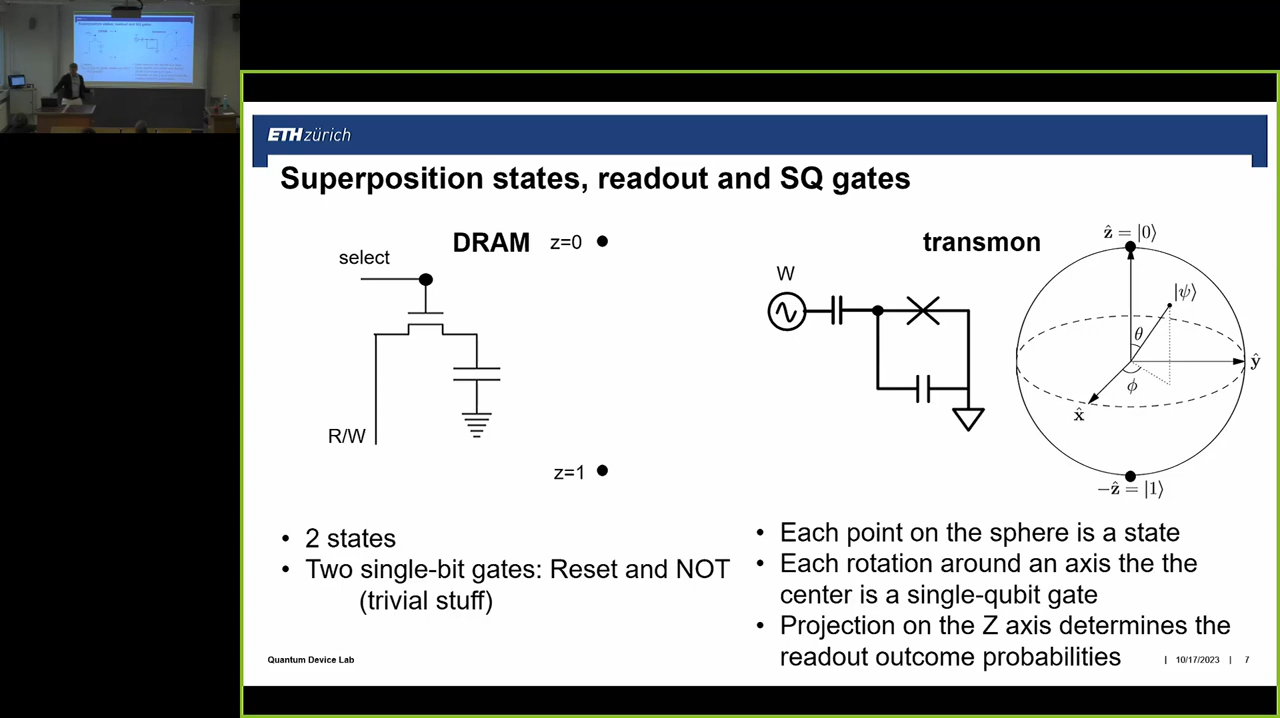 ETH zürich
Superposition states, readout and SQ gates
DRAM
z=0
select
R/W
z=1
transmon
W
ẑ = |0⟩
|ψ⟩
θ
ϕ
ŷ
x̂
−ẑ = |1⟩
• 2 states
• Two single-bit gates: Reset and NOT
(trivial stuff)
• Each point on the sphere is a state
• Each rotation around an axis the the
center is a single-qubit gate
• Projection on the Z axis determines the
readout outcome probabilities
Quantum Device Lab
| 10/17/2023 | 7